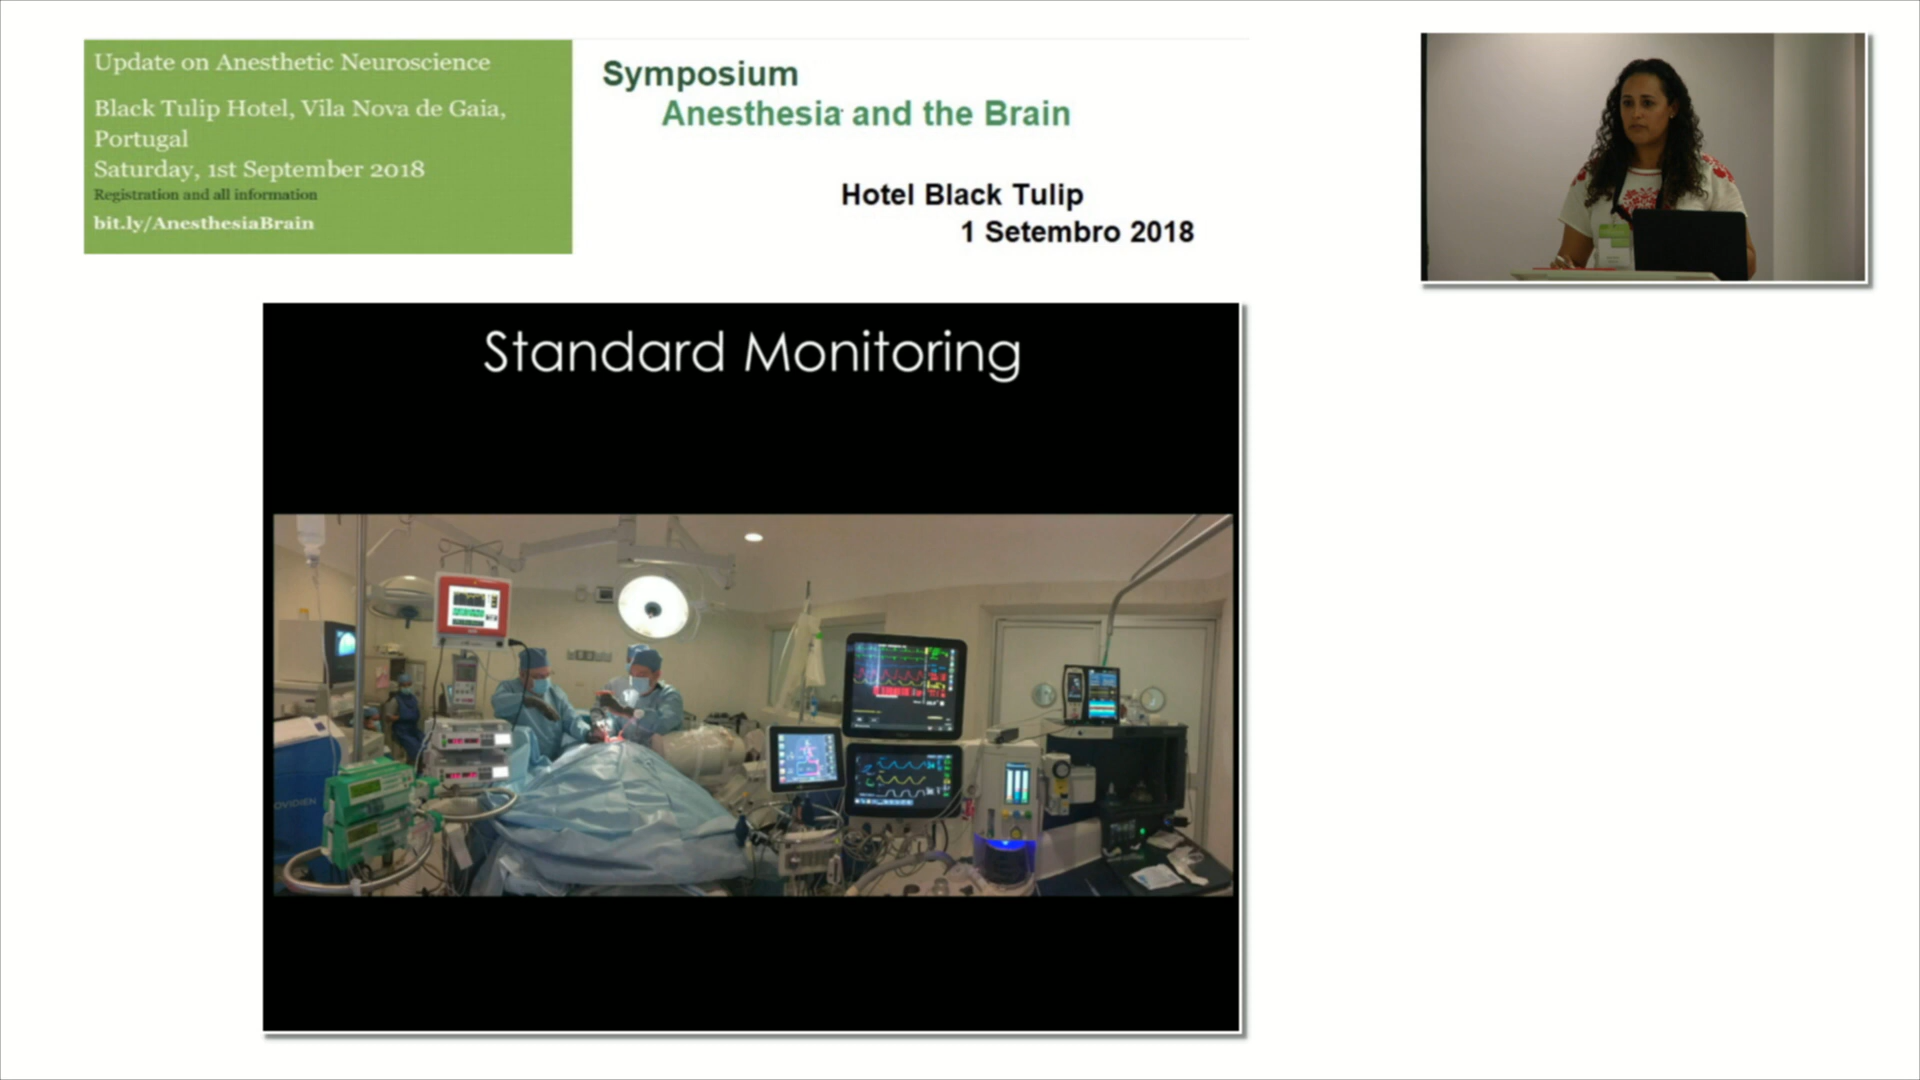 Update on Anesthetic Neuroscience
Black Tulip Hotel, Vila Nova de Gaia,
Portugal
Saturday, 1st September 2018
Registration and all information
bit.ly/AnesthesiaBrain
Symposium
Anesthesia and the Brain
Hotel Black Tulip
1 Setembro 2018
Standard Monitoring